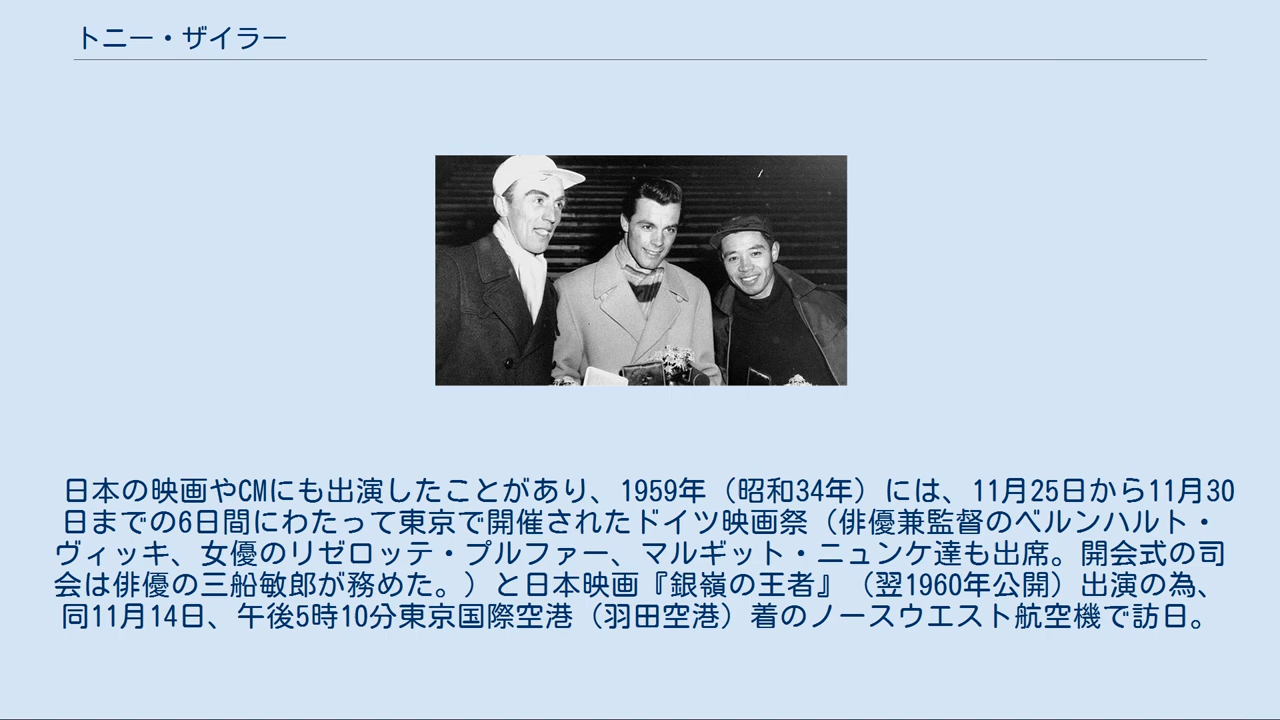 トニー・ザイラー
日本の映画やCMにも出演したことがあり、1959年（昭和34年）には、11月25日から11月30
日までの6日間にわたって東京で開催されたドイツ映画祭（俳優兼監督のベルンハルト・
ヴィッキ、女優のリゼロッテ・プルファー、マルギット・ニュンケ達も出席。開会式の司
会は俳優の三船敏郎が務めた。）と日本映画『銀嶺の王者』（翌1960年公開）出演の為、
同11月14日、午後5時10分東京国際空港（羽田空港）着のノースウエスト航空機で訪日。